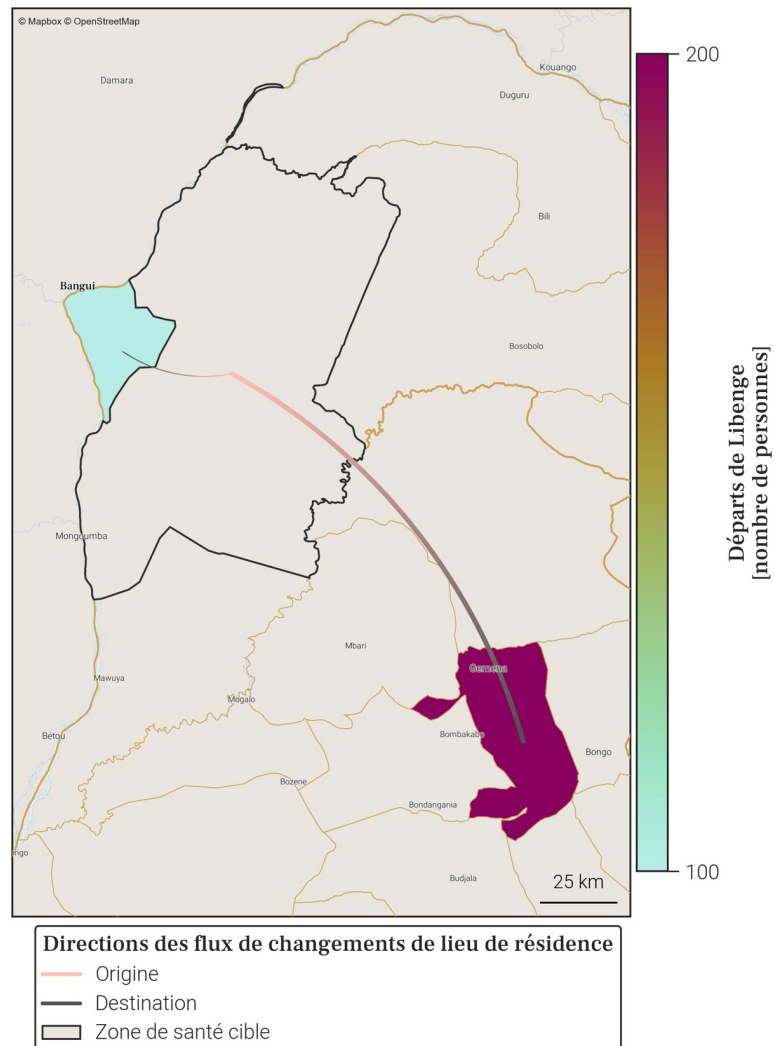 © Mapbox © OpenStreetMap
Damara
Kouango
Duguru
Bili
Bangui
Bosobolo
Mongoumba
Mbari
Gemena
Mawuya
Mogalo
Bétou
Bombakabo
Bongo
Bozene
Bondangania
ngo
Budjala
25 km
200
100
Départs de Libenge
[nombre de personnes]
Directions des flux de changements de lieu de résidence
Origine
Destination
Zone de santé cible